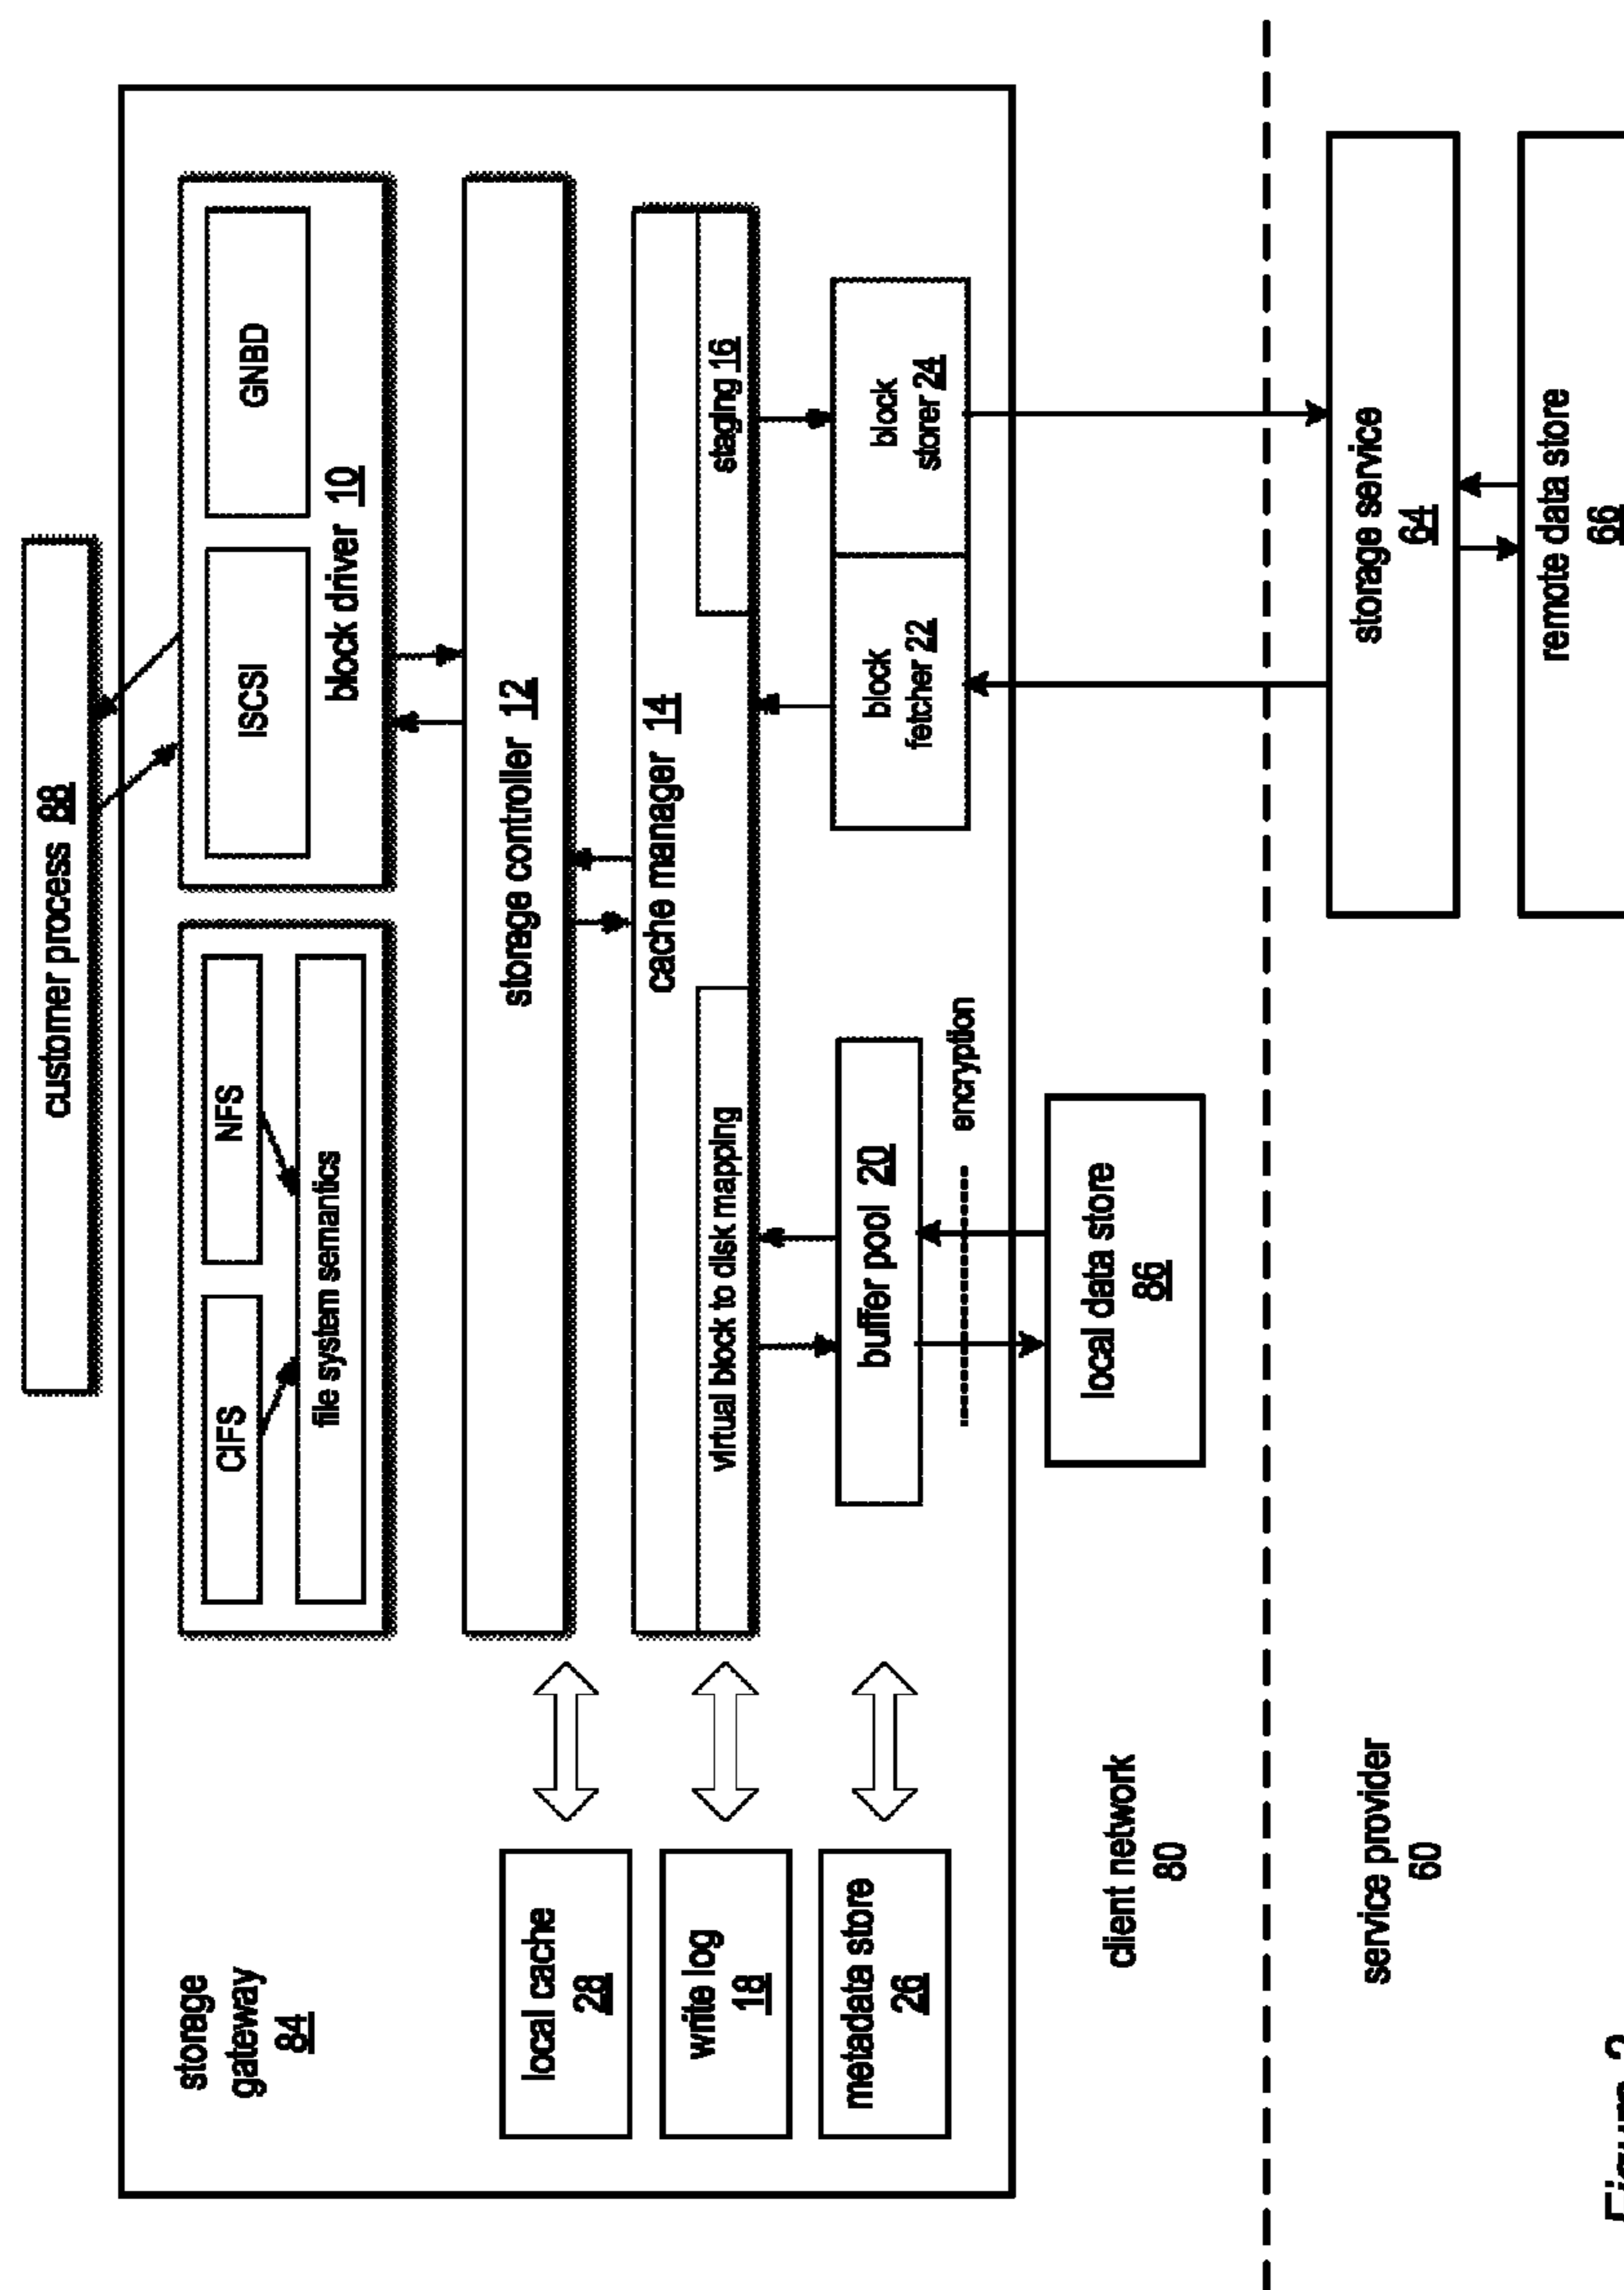 customer process 88
storage
gateway
84
CIFS
NFS
file system semantics
ISCSI
GNBD
block driver 10
storage controller 12
local cache
28
cache manager 14
virtual block to disk mapping
staging 16
write log
18
metadata store
26
buffer pool 20
encryption
block
fetcher 22
block
storer 24
local data store
86
client network
80
service provider
60
storage service
64
remote data store
66
Figure 2